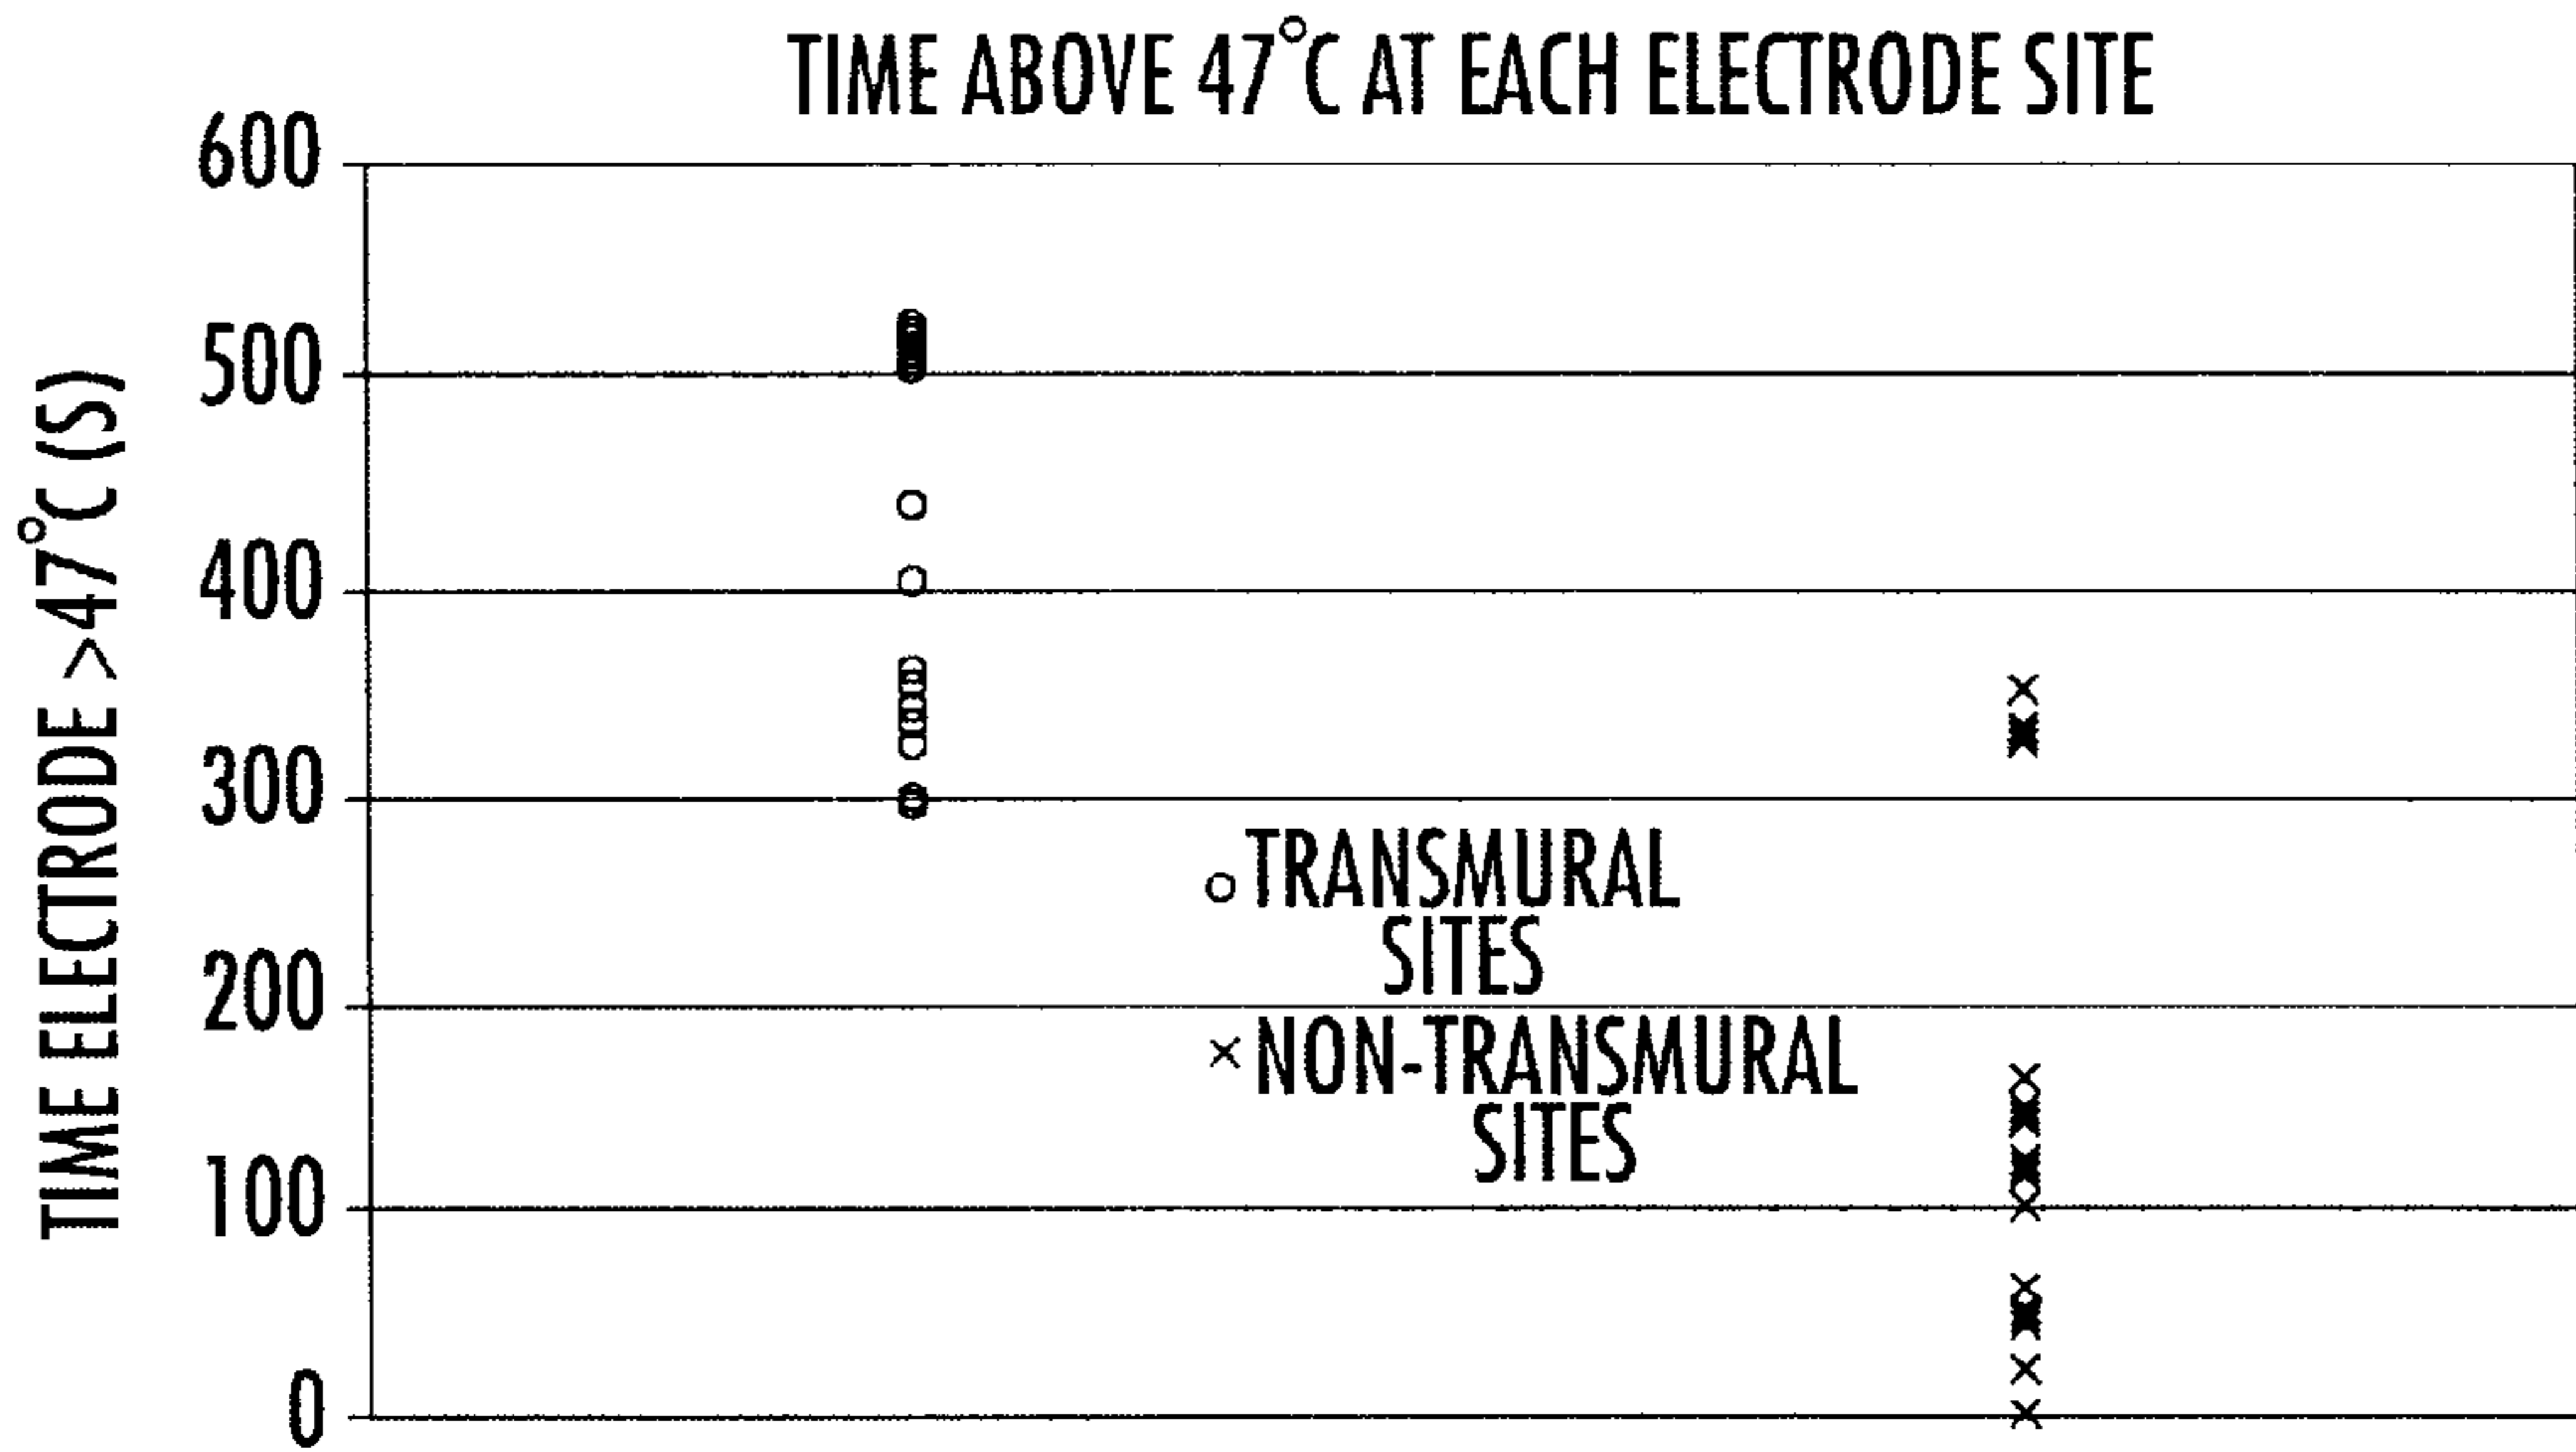 TIME ABOVE 47°C AT EACH ELECTRODE SITE
TIME ELECTRODE >47°C (S)
600
500
400
300
200
100
0
TRANSMURAL
SITES
NON-TRANSMURAL
SITES